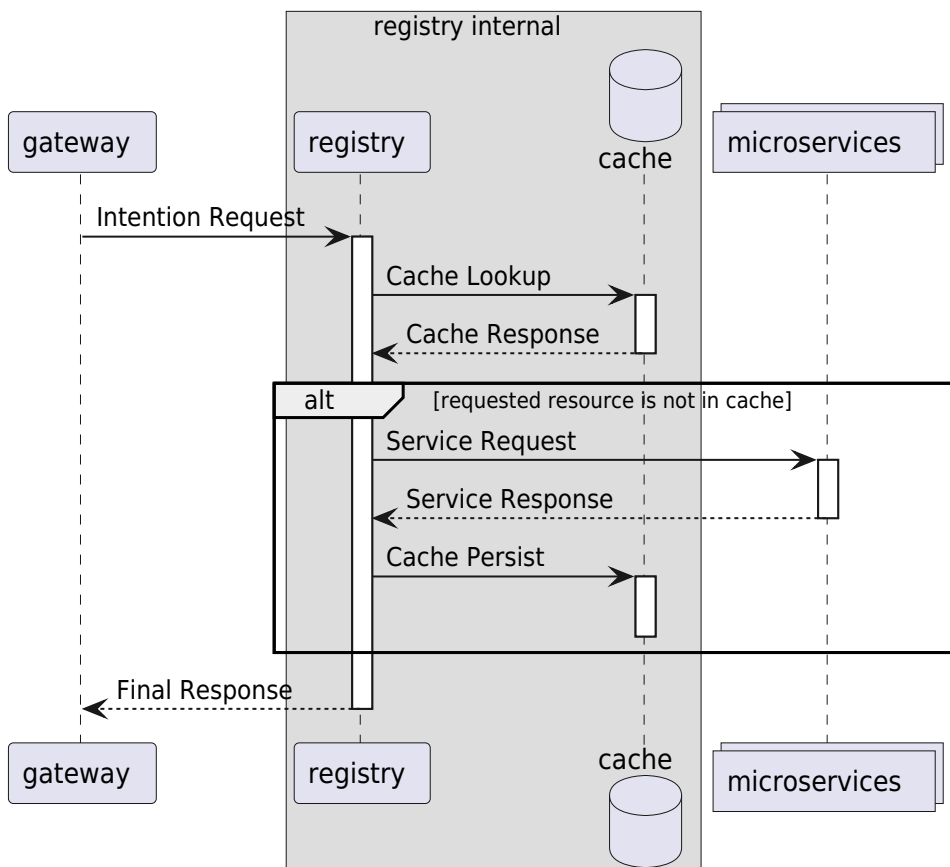 registry internal
gateway
registry
cache
microservices
Intention Request
Cache Lookup
Cache Response
alt
[requested resource is not in cache]
Service Request
Service Response
Cache Persist
Final Response
gateway
registry
cache
microservices